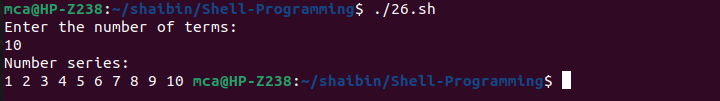 mca@HP-Z238:~/shaibin/Shell-Programming$ ./26.sh
Enter the number of terms:
10
Number series:
1 2 3 4 5 6 7 8 9 10 mca@HP-Z238:~/shaibin/Shell-Programming$